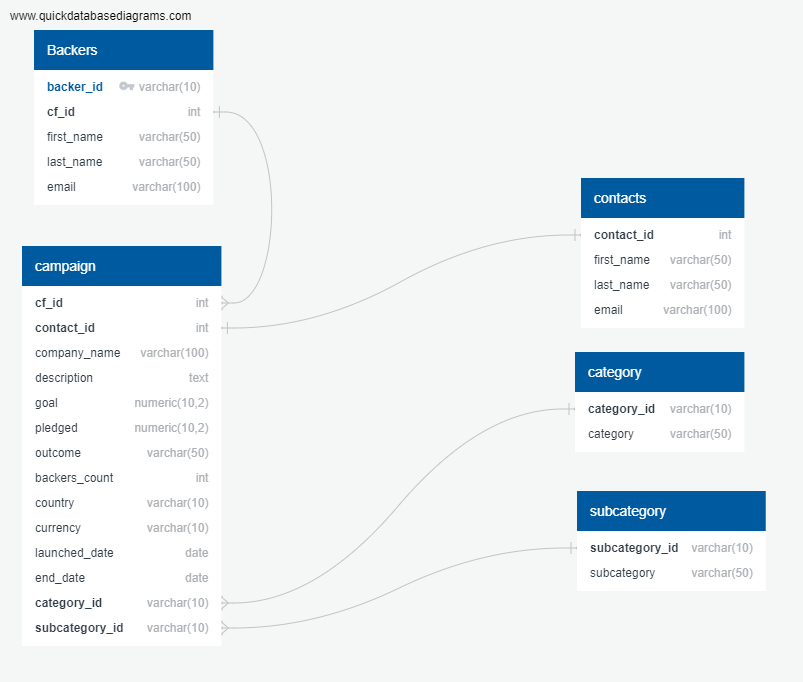 www.quickdatabasediagrams.com
Backers
backer_id varchar(10)
cf_id int
first_name varchar(50)
last_name varchar(50)
email varchar(100)
campaign
cf_id int
contact_id int
company_name varchar(100)
description text
goal numeric(10,2)
pledged numeric(10,2)
outcome varchar(50)
backers_count int
country varchar(10)
currency varchar(10)
launched_date date
end_date date
category_id varchar(10)
subcategory_id varchar(10)
contacts
contact_id int
first_name varchar(50)
last_name varchar(50)
email varchar(100)
category
category_id varchar(10)
category varchar(50)
subcategory
subcategory_id varchar(10)
subcategory varchar(50)